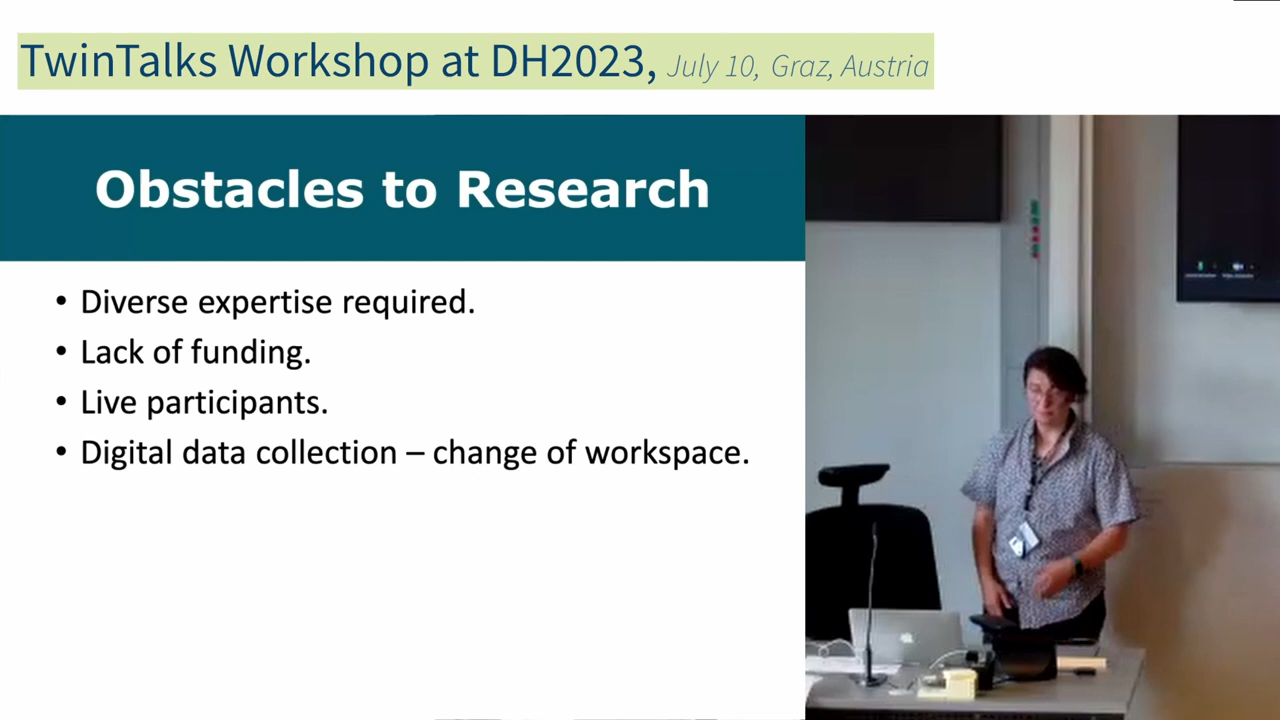 TwinTalks Workshop at DH2023, July 10, Graz, Austria
Obstacles to Research
• Diverse expertise required.
• Lack of funding.
• Live participants.
• Digital data collection – change of workspace.